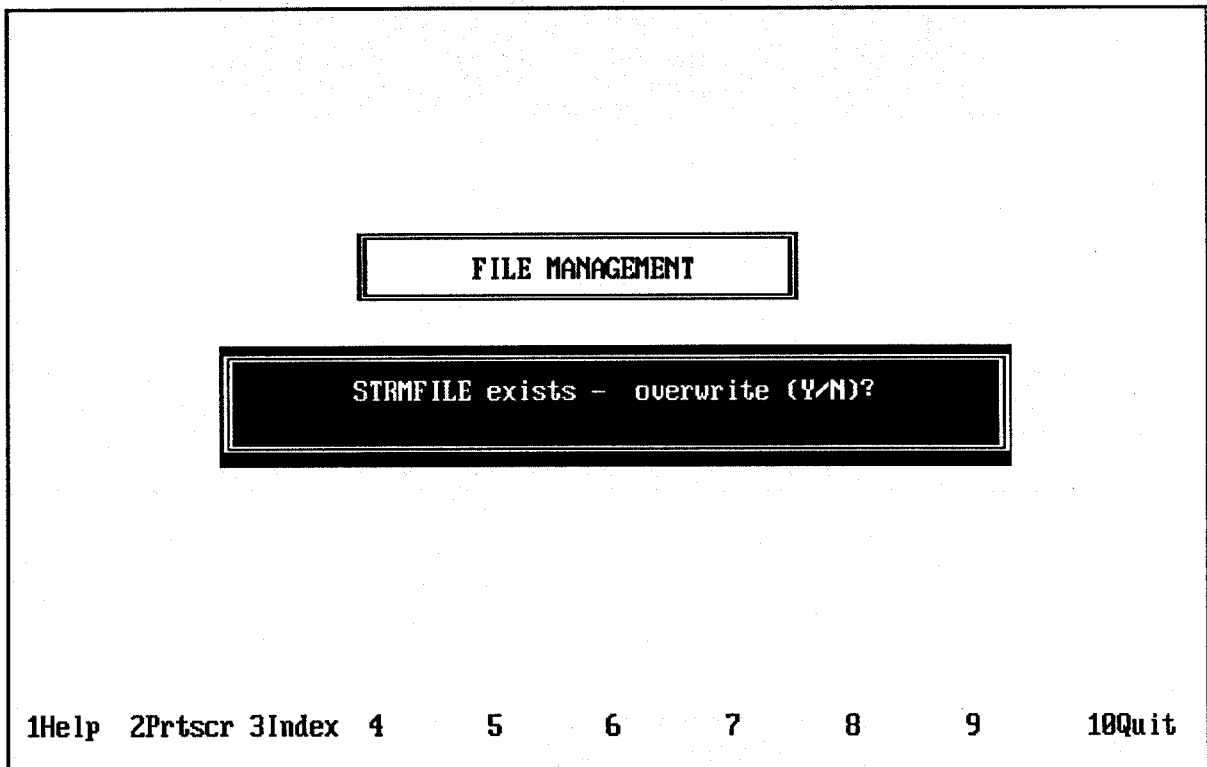 FILE MANAGEMENT
STRMFILE exists - overwrite (Y/N)?
1Help 2Prtscr 3Index 4 5 6 7 8 9 10Quit